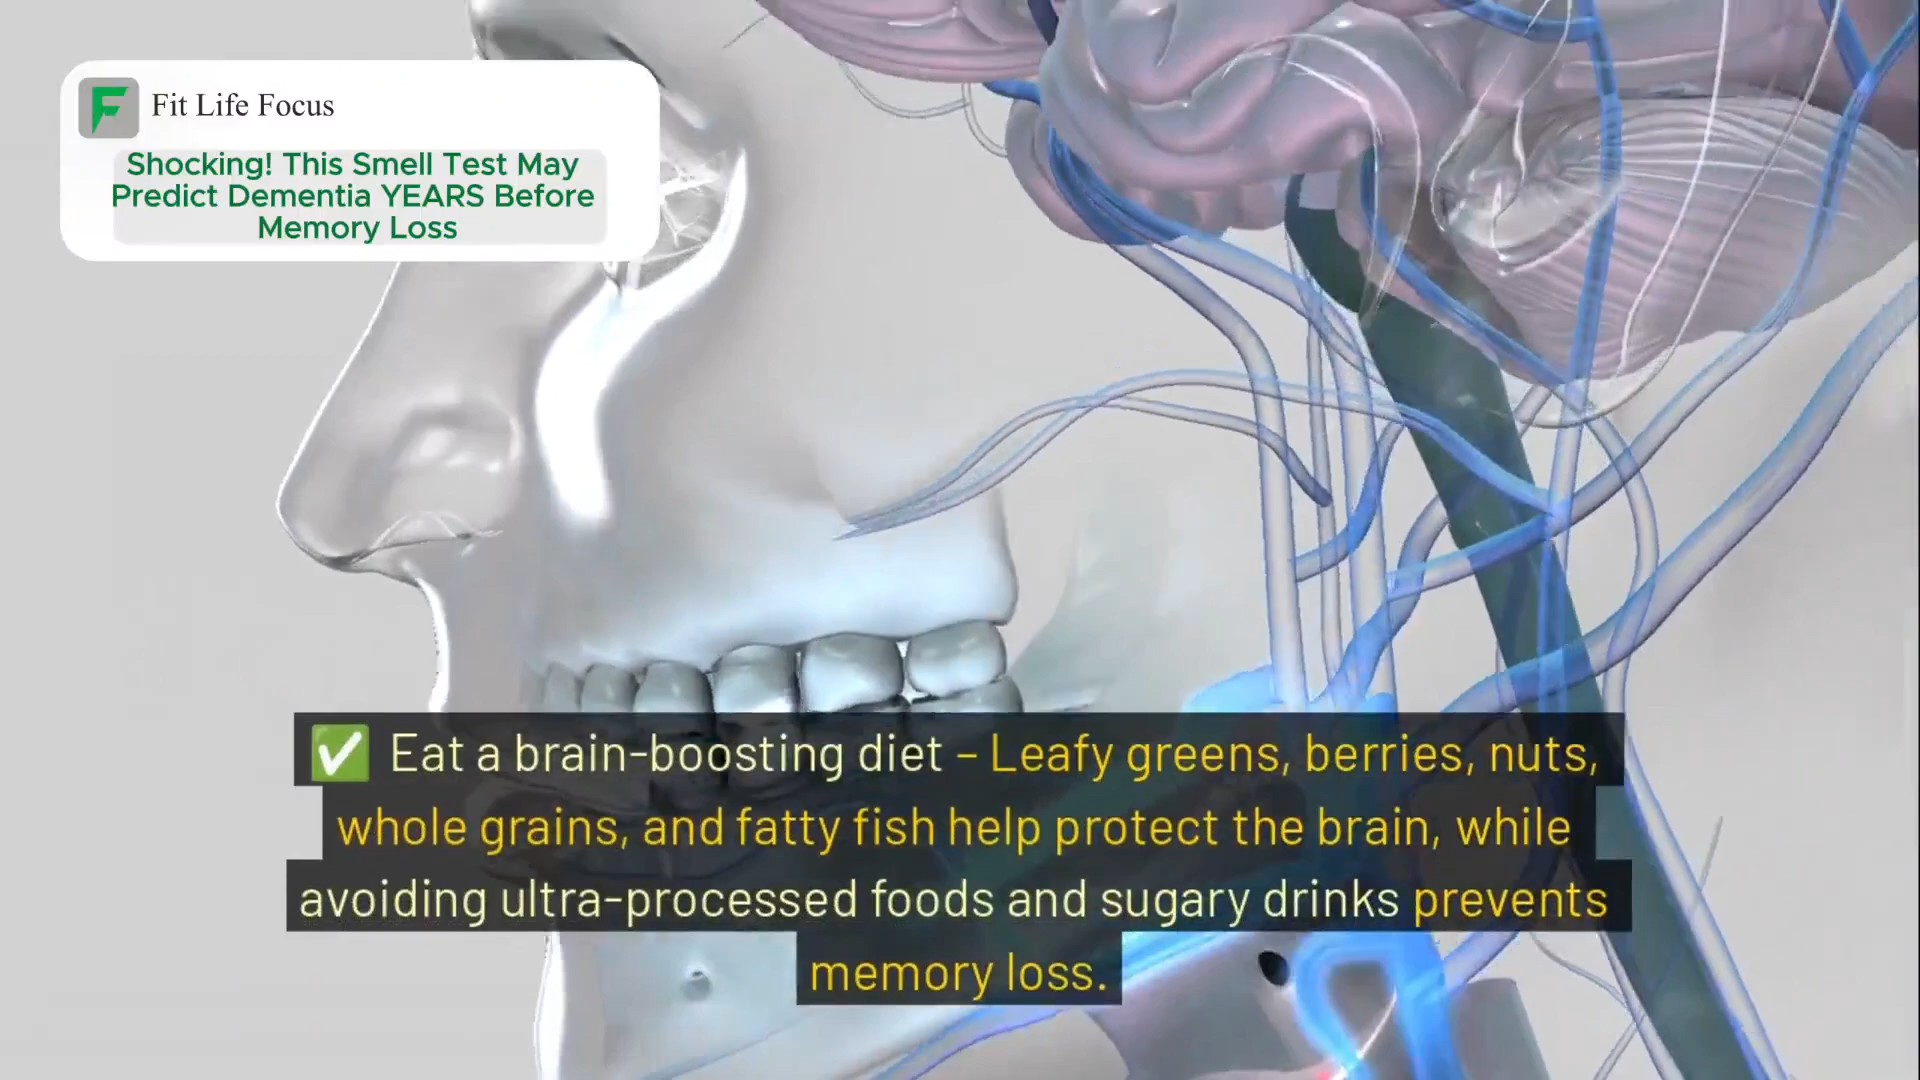 Fit Life Focus
Shocking! This Smell Test May
Predict Dementia YEARS Before
Memory Loss
✅ Eat a brain-boosting diet – Leafy greens, berries, nuts,
whole grains, and fatty fish help protect the brain, while
avoiding ultra-processed foods and sugary drinks prevents
memory loss.